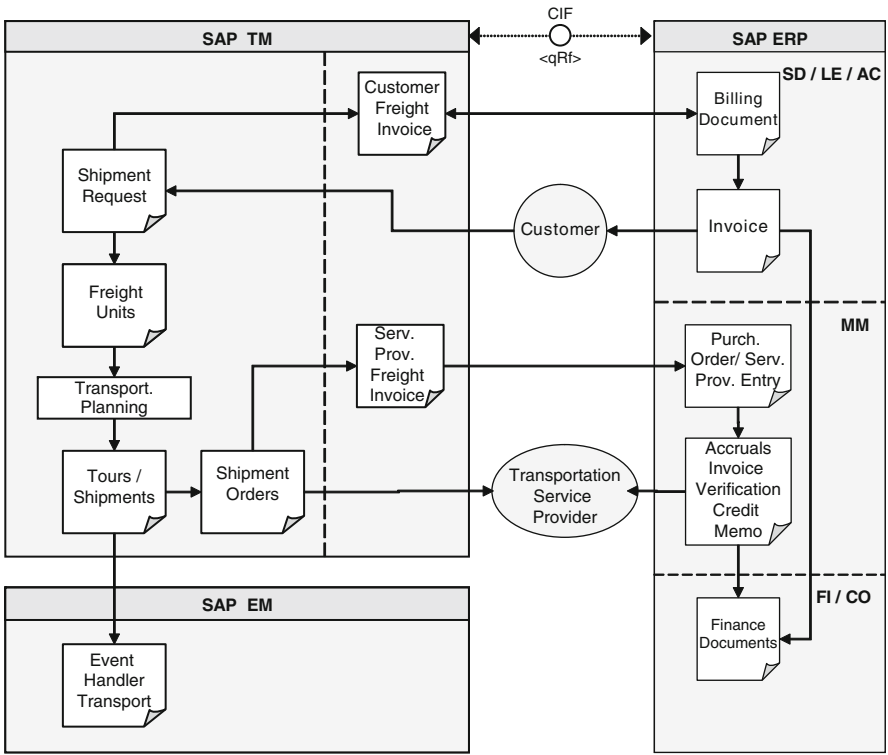 SAP TM
CIF
<qRf>
SAP ERP
SD / LE / AC
Customer
Freight
Invoice
Billing
Document
Shipment
Request
Customer
Invoice
Freight
Units
MM
Serv.
Prov.
Freight
Invoice
Purch.
Order/ Serv.
Prov. Entry
Transport.
Planning
Tours /
Shipments
Shipment
Orders
Transportation
Service
Provider
Accruals
Invoice
Verification
Credit
Memo
SAP EM
FI / CO
Event
Handler
Transport
Finance
Documents